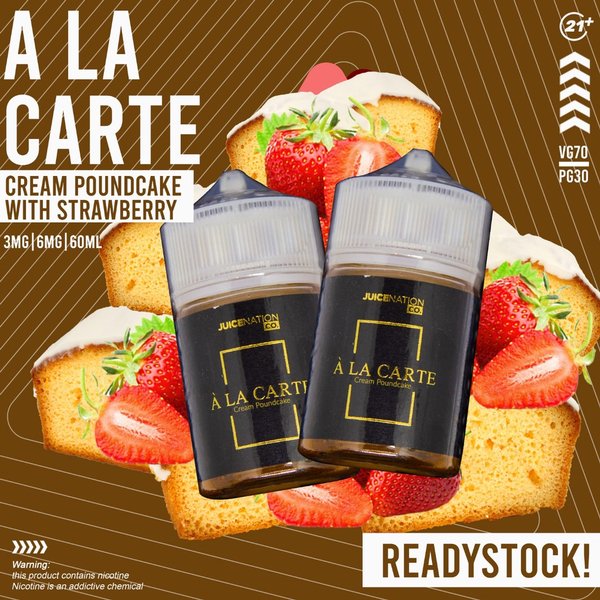 A LA
CARTE
CREAM POUNDCAKE
WITH STRAWBERRY
3MG|6MG|60ML
21+
VG70
PG30
JUICENATION
CO.
À LA CARTE
Cream Poundcake
JUICENATION
CO.
À LA CARTE
Cream Poundcake
Warning:
this product contains nicotine
Nicotine is an addictive chemical
READYSTOCK!